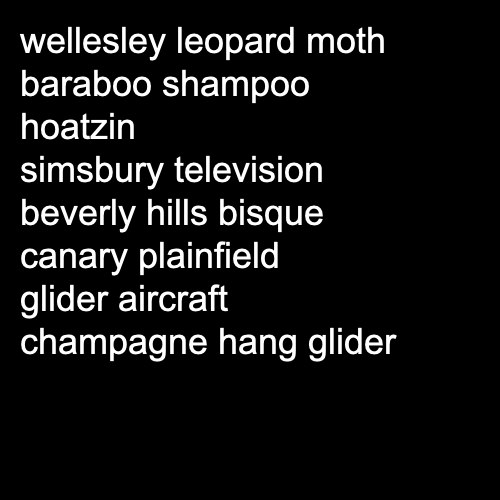 wellesley leopard moth
baraboo shampoo
hoatzin
simsbury television
beverly hills bisque
canary plainfield
glider aircraft
champagne hang glider